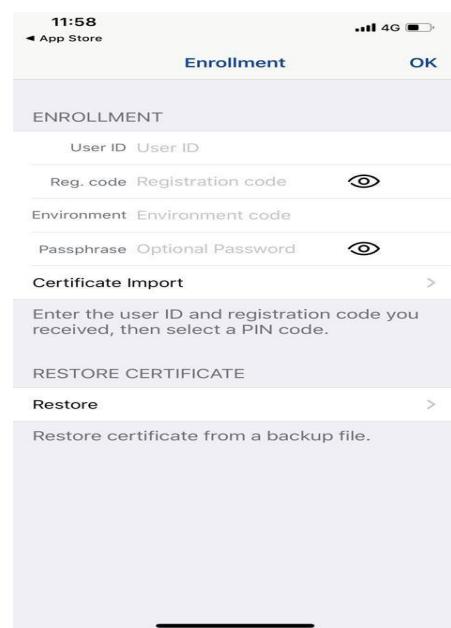 11:58
4G
◀ App Store
Enrollment OK
ENROLLMENT
User ID User ID
Reg. code Registration code
Environment Environment code
Passphrase Optional Password
Certificate Import >
Enter the user ID and registration code you
received, then select a PIN code.
RESTORE CERTIFICATE
Restore >
Restore certificate from a backup file.